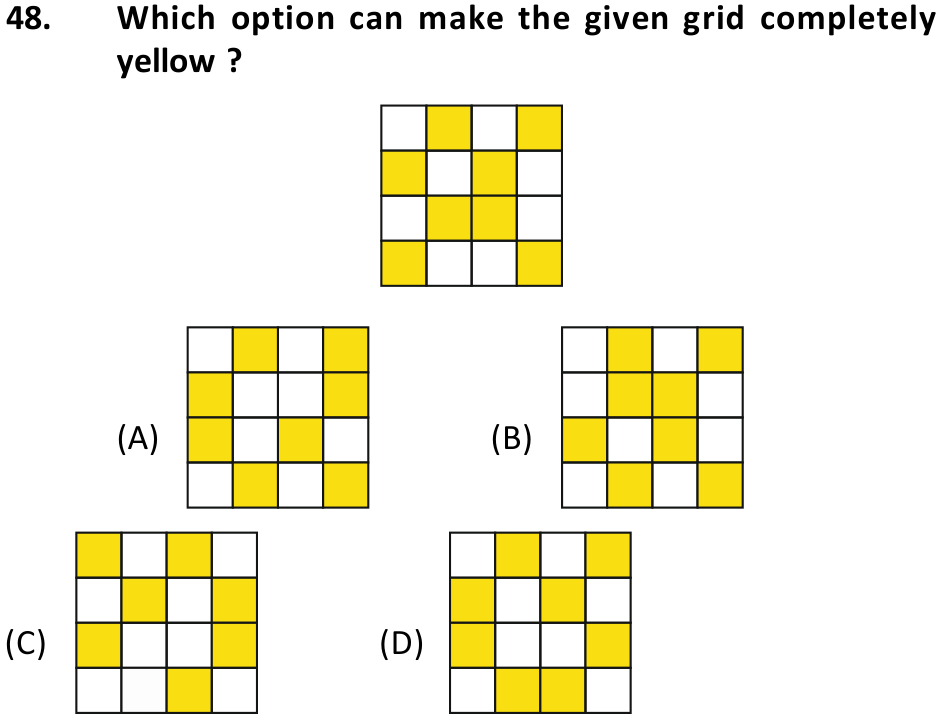 48. Which option can make the given grid completely
yellow ?
(A)
(B)
(C)
(D)